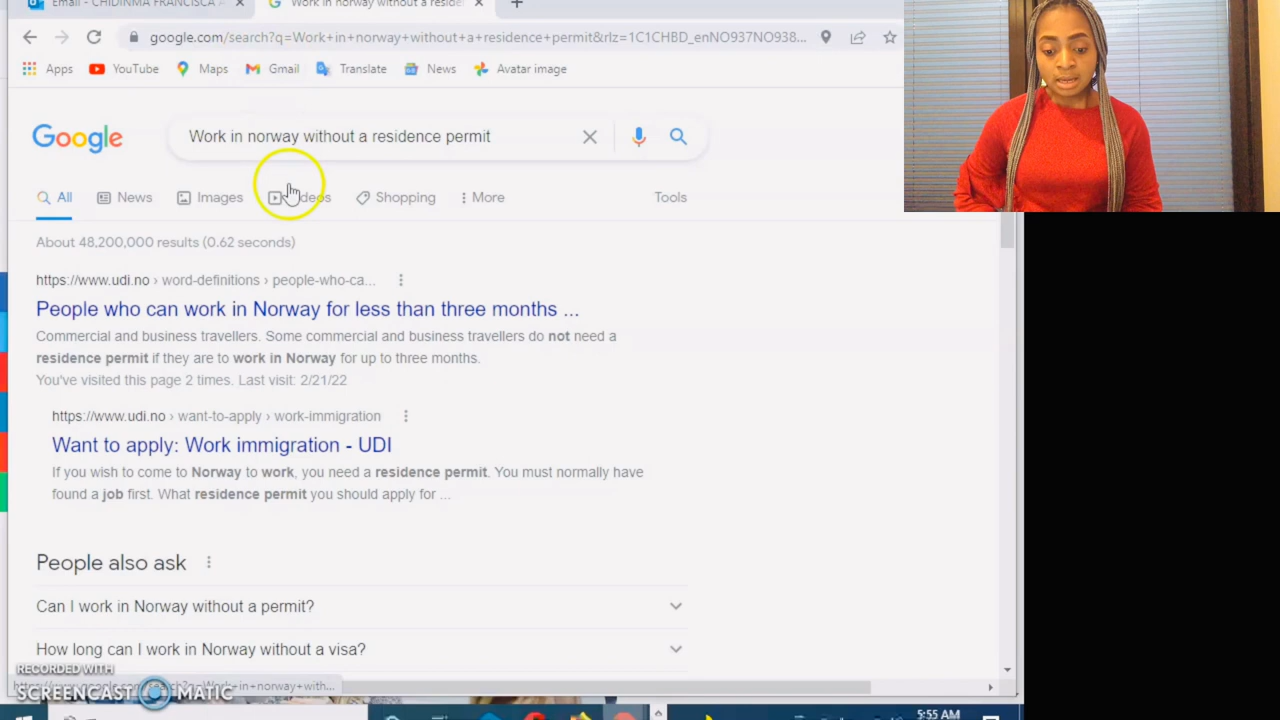 Email - CHIDINMA FRANCISCA
Work in norway without a reside
google.com/search?q=Work+in+norway+without+a+residence+permit&rlz=1C1CHBD_enNO937NO938...
Apps YouTube Maps Gmail Translate News Avatar image
Google Work in norway without a residence permit
All News Images Videos Shopping More Tools
About 48,200,000 results (0.62 seconds)
https://www.udi.no › word-definitions › people-who-ca...
People who can work in Norway for less than three months ...
Commercial and business travellers. Some commercial and business travellers do not need a
residence permit if they are to work in Norway for up to three months.
You've visited this page 2 times. Last visit: 2/21/22
https://www.udi.no › want-to-apply › work-immigration
Want to apply: Work immigration - UDI
If you wish to come to Norway to work, you need a residence permit. You must normally have
found a job first. What residence permit you should apply for ...
People also ask
Can I work in Norway without a permit?
How long can I work in Norway without a visa?
RECORDED WITH
https://www.google.com/search?q=Work+in+norway+with...
SCREENCAST MATIC
5:55 AM